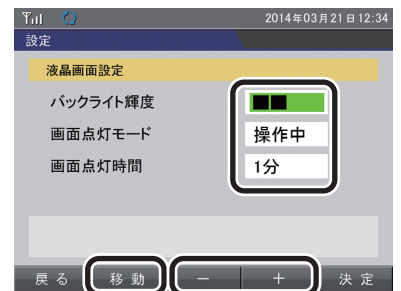 2014年03月21日12:34
設定
液晶画面設定
バックライト輝度
画面点灯モード 操作中
画面点灯時間 1分
戻る 移動 － ＋ 決定